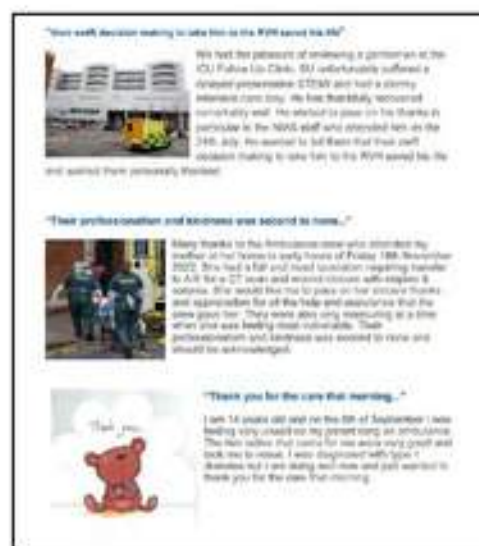 "their swift decision making to take him to the RVH saved his life"
We had the pleasure of reviewing a gentleman at the
ICU Follow Up Clinic. SU unfortunately suffered a
STEMI and had a stormy
intensive care stay. He has thankfully recovered
remarkably well. He wanted to pass on his thanks in
particular to the NIAS staff who attended him on the
24th July. He wanted to tell them that their swift
decision making to take him to the RVH saved his life
and wanted them personally thanked.
"Their professionalism and kindness was second to none..."
Many thanks to the Ambulance crew who attended my
mother at her home in early hours of Friday 18th November
2022. She had a fall and head laceration requiring transfer
to A/E for a CT scan and wound closure with staples &
sutures. She would like me to pass on her sincere thanks
and appreciation for all the help and assistance that the
crew gave her. They were also very reassuring at a time
when she was feeling most vulnerable. Their
professionalism and kindness was second to none and
should be acknowledged.
Thank you...
"Thank you for the care that morning..."
I am 14 years old and on the 5th of September I was
feeling very unwell so my parent rang an ambulance.
The two ladies that came for me were very good and
took me to resus. I was diagnosed with type 1
diabetes but I am doing well now and just wanted to
thank you for the care that morning.